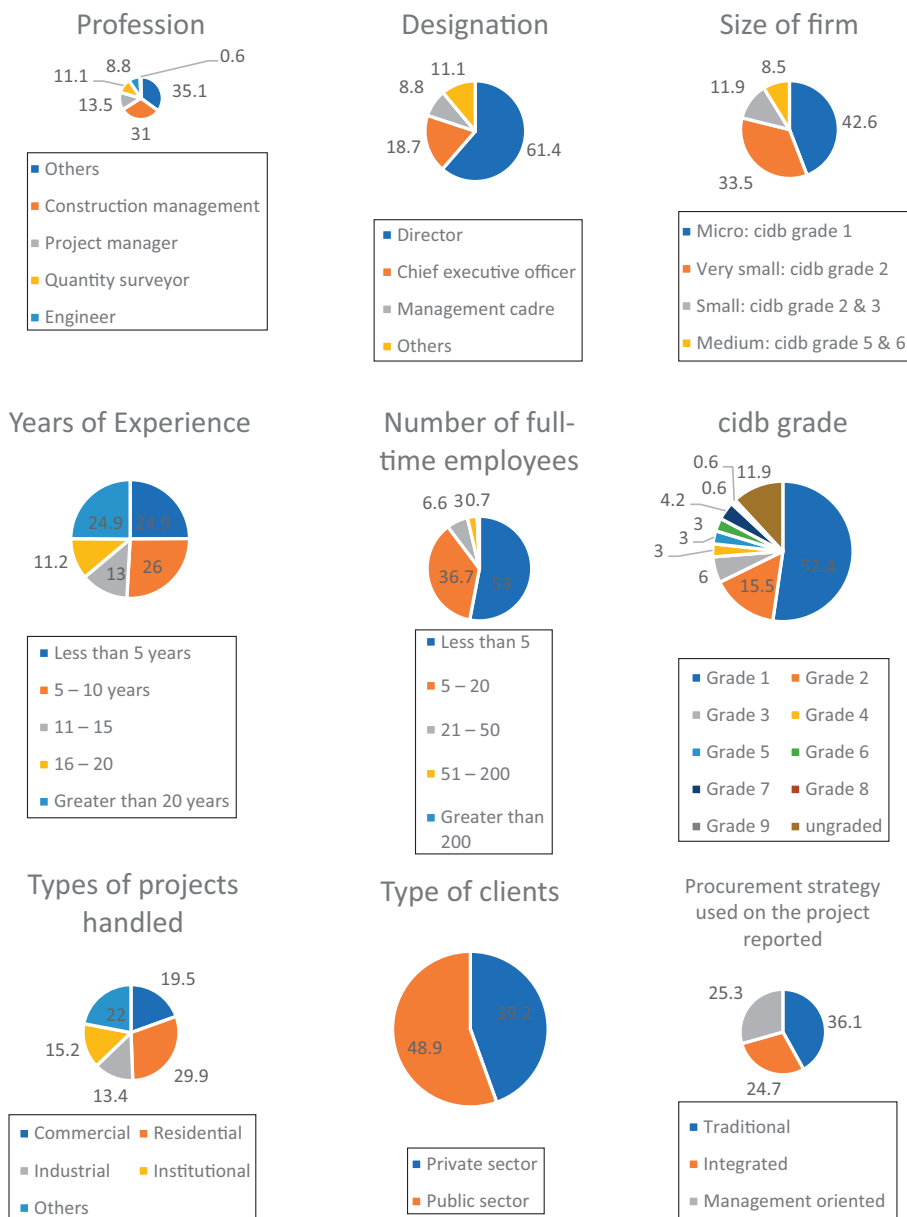 Profession
0.6
8.8
11.1
35.1
13.5
31
Others
Construction management
Project manager
Quantity surveyor
Engineer
Designation
11.1
8.8
18.7
61.4
Director
Chief executive officer
Management cadre
Others
Size of firm
8.5
11.9
42.6
33.5
Micro: cidb grade 1
Very small: cidb grade 2
Small: cidb grade 2 & 3
Medium: cidb grade 5 & 6
Years of Experience
24.9
24.9
11.2
13
26
Less than 5 years
5 – 10 years
11 – 15
16 – 20
Greater than 20 years
Number of full-
time employees
6.6
3
0.7
36.7
53
Less than 5
5 – 20
21 – 50
51 – 200
Greater than
200
cidb grade
0.6
11.9
0.6
4.2
3
3
3
6
15.5
52.4
Grade 1
Grade 2
Grade 3
Grade 4
Grade 5
Grade 6
Grade 7
Grade 8
Grade 9
ungraded
Types of projects
handled
19.5
22
15.2
13.4
29.9
Commercial
Residential
Industrial
Institutional
Others
Type of clients
39.2
48.9
Private sector
Public sector
Procurement strategy
used on the project
reported
25.3
36.1
24.7
Traditional
Integrated
Management oriented